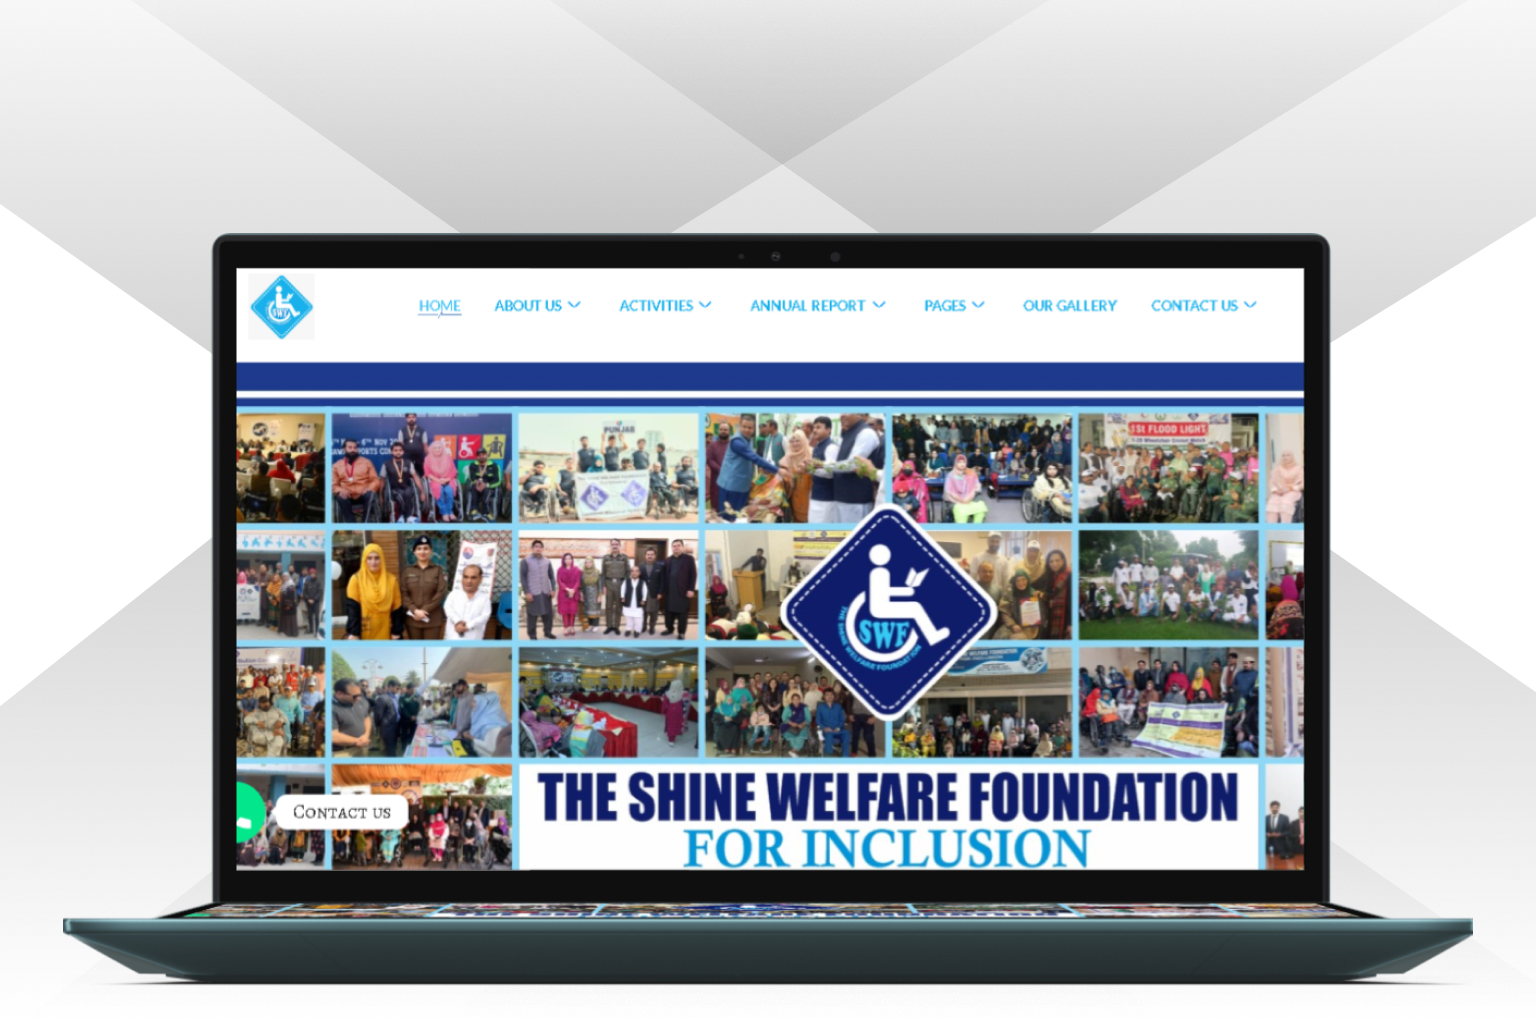 SWF
HOME
ABOUT US
ACTIVITIES
ANNUAL REPORT
PAGES
OUR GALLERY
CONTACT US
PUNJAB
1St FLOOD LIGHT
SWF
THE SHINE WELFARE FOUNDATION
CONTACT US
THE SHINE WELFARE FOUNDATION
FOR INCLUSION